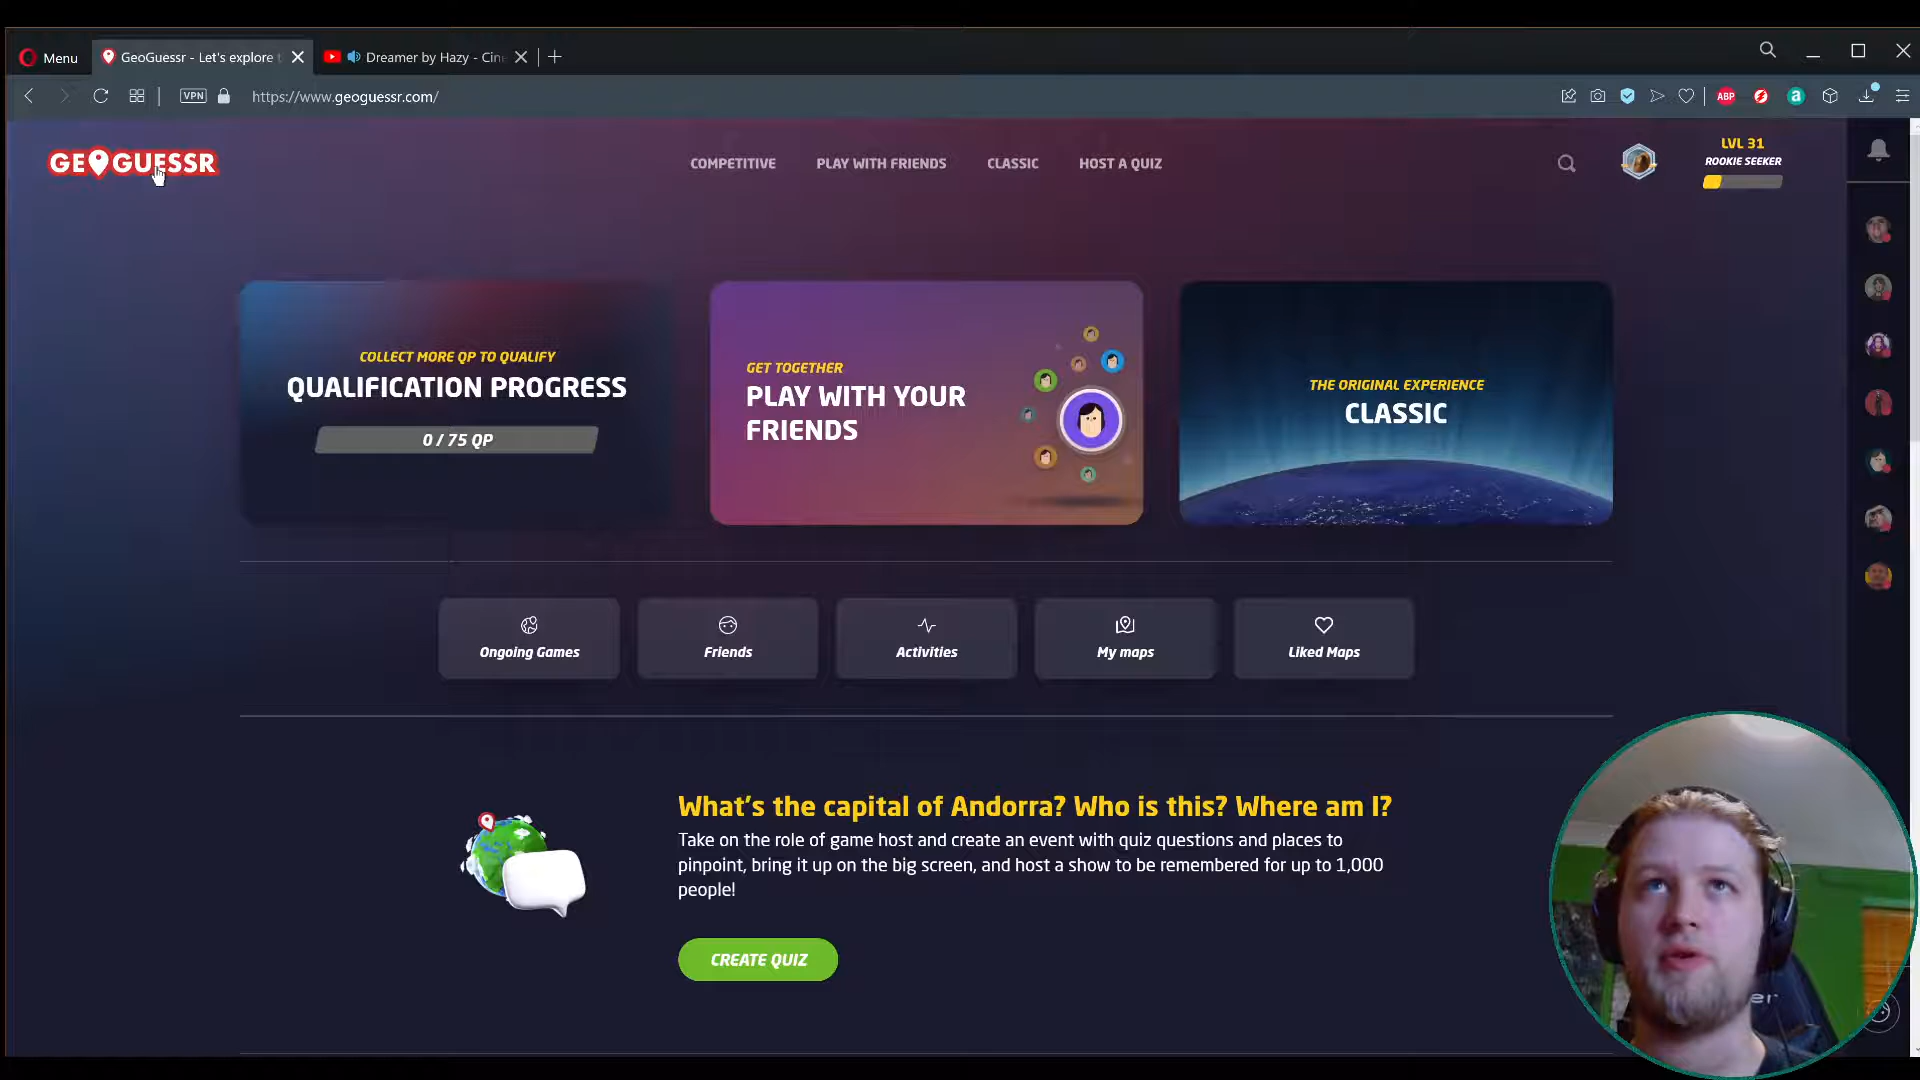 Menu
GeoGuessr - Let's explore t
Dreamer by Hazy - Cine
VPN
https://www.geoguessr.com/
ABP
a
GEOGUESSR
COMPETITIVE
PLAY WITH FRIENDS
CLASSIC
HOST A QUIZ
LVL 31
ROOKIE SEEKER
COLLECT MORE QP TO QUALIFY
QUALIFICATION PROGRESS
0 / 75 QP
GET TOGETHER
PLAY WITH YOUR
FRIENDS
THE ORIGINAL EXPERIENCE
CLASSIC
Ongoing Games
Friends
Activities
My maps
Liked Maps
What's the capital of Andorra? Who is this? Where am I?
Take on the role of game host and create an event with quiz questions and places to
pinpoint, bring it up on the big screen, and host a show to be remembered for up to 1,000
people!
CREATE QUIZ